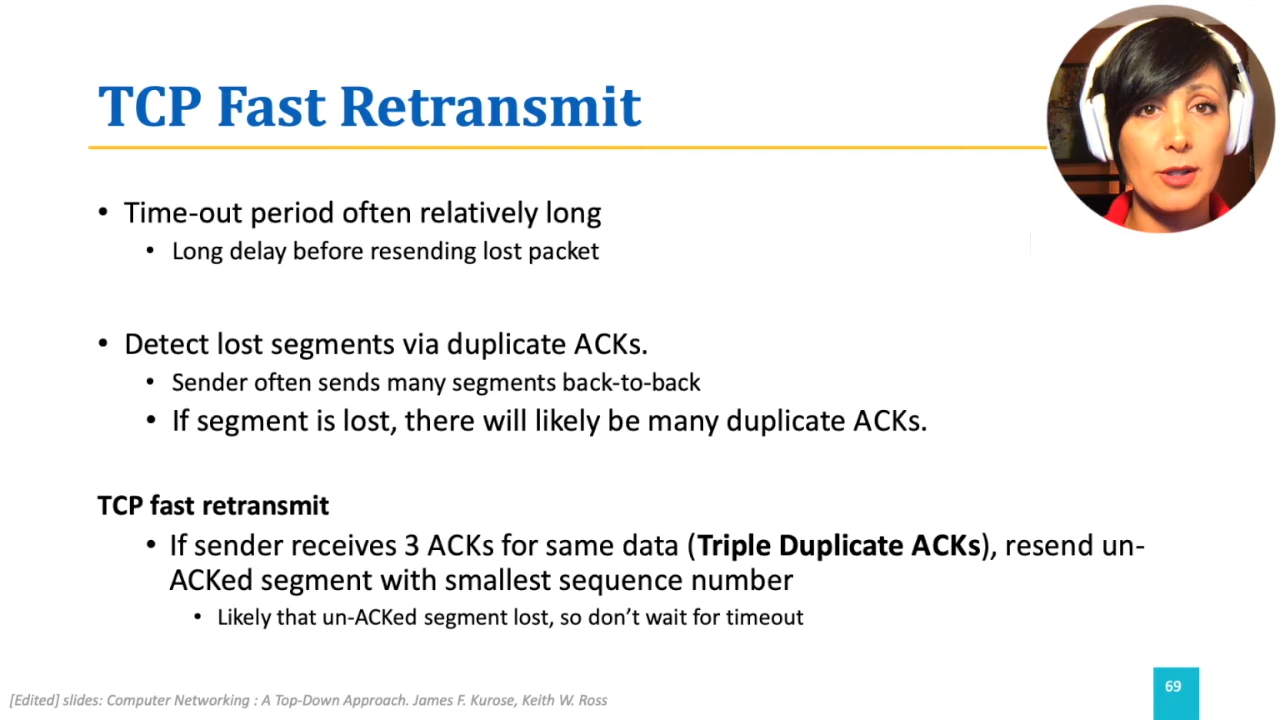 TCP Fast Retransmit
• Time-out period often relatively long
• Long delay before resending lost packet
• Detect lost segments via duplicate ACKs.
• Sender often sends many segments back-to-back
• If segment is lost, there will likely be many duplicate ACKs.
TCP fast retransmit
• If sender receives 3 ACKs for same data (Triple Duplicate ACKs), resend un-
ACKed segment with smallest sequence number
• Likely that un-ACKed segment lost, so don’t wait for timeout
[Edited] slides: Computer Networking : A Top-Down Approach. James F. Kurose, Keith W. Ross
69